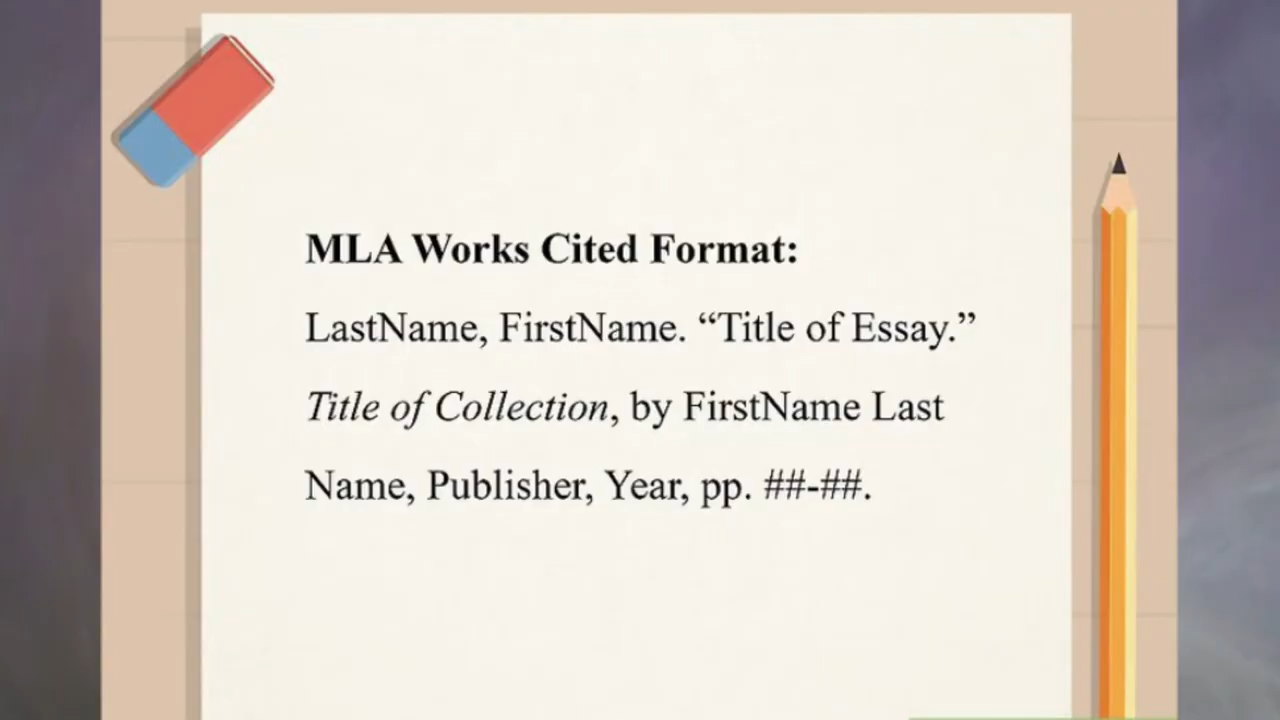 MLA Works Cited Format:
LastName, FirstName. “Title of Essay.”
Title of Collection, by FirstName Last
Name, Publisher, Year, pp. ##-##.